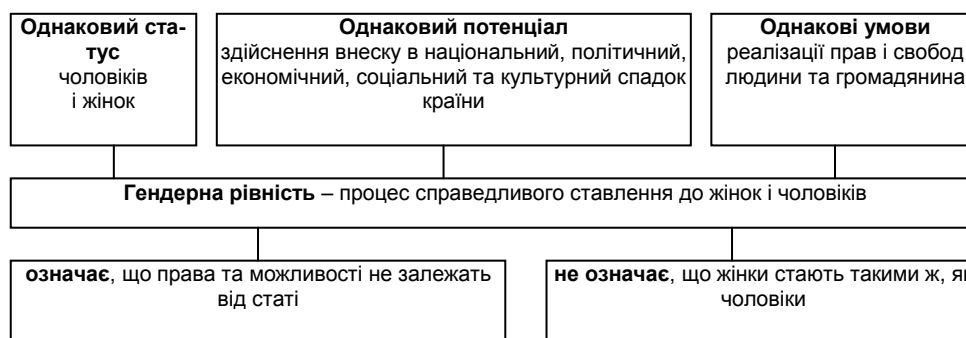 Однаковий ста-
тус
чоловіків
і жінок
Однаковий потенціал
здійснення внеску в національний, політичний,
економічний, соціальний та культурний спадок
країни
Однакові умови
реалізації прав і свобод
людини та громадянина
Гендерна рівність – процес справедливого ставлення до жінок і чоловіків
означає, що права та можливості не залежать
від статі
не означає, що жінки стають такими ж, як
чоловіки